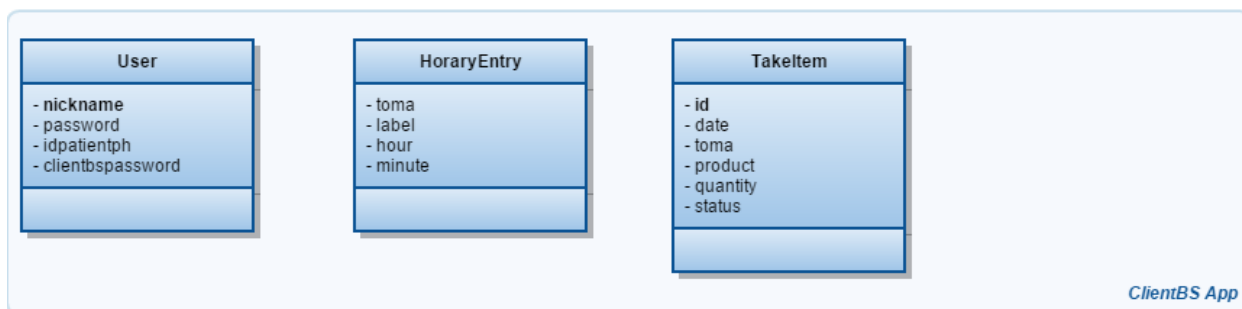 User
- nickname
- password
- idpatientph
- clientbspassword
HoraryEntry
- toma
- label
- hour
- minute
TakeItem
- id
- date
- toma
- product
- quantity
- status
ClientBS App